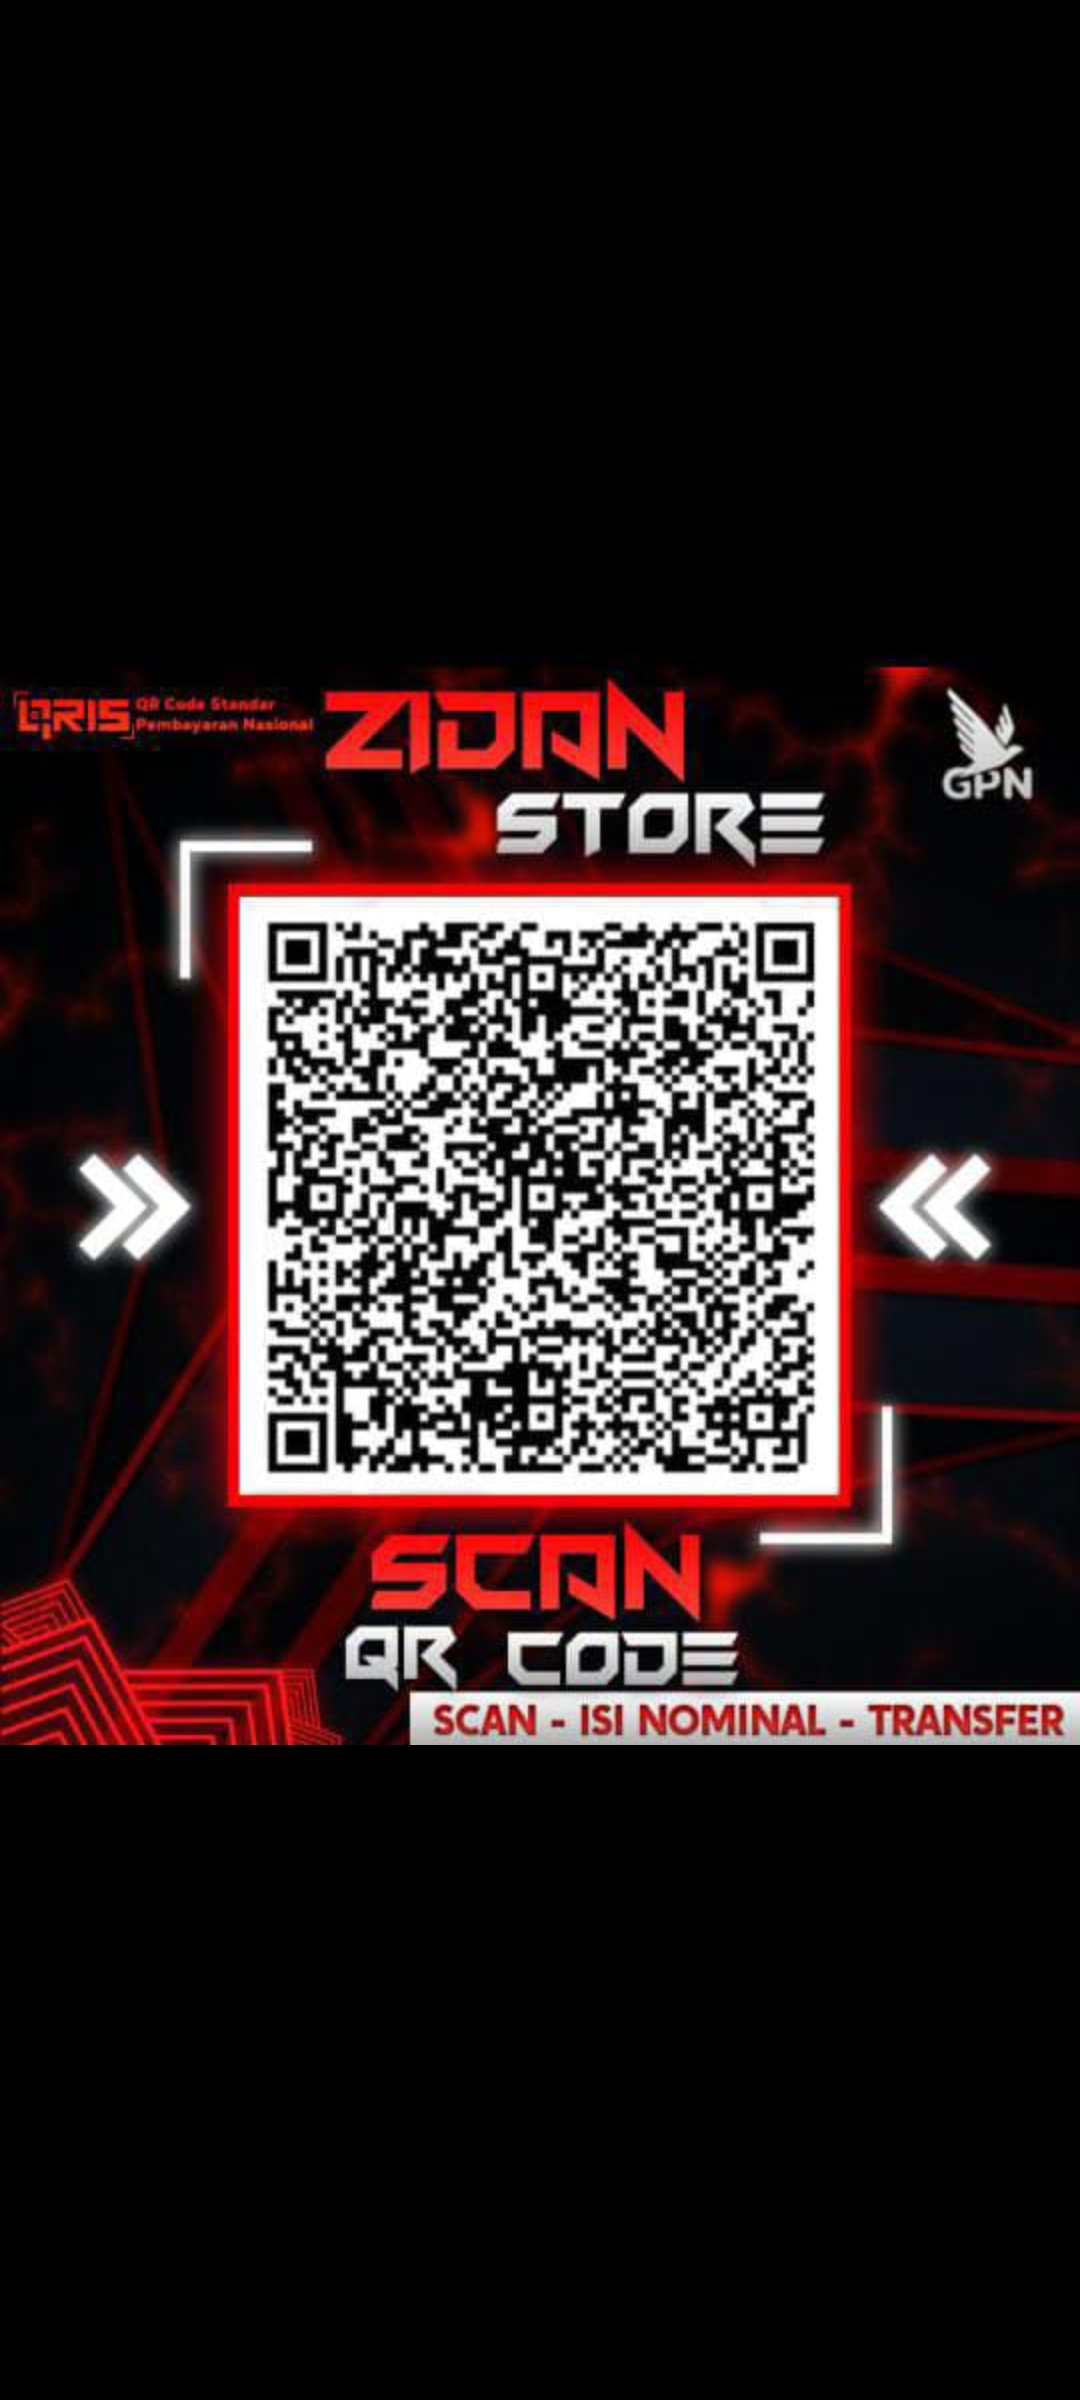 QRIS
QR Code Standar
Pembayaran Nasional
ZIDAN
STORE
GPN
SCAN
QR CODE
SCAN - ISI NOMINAL - TRANSFER